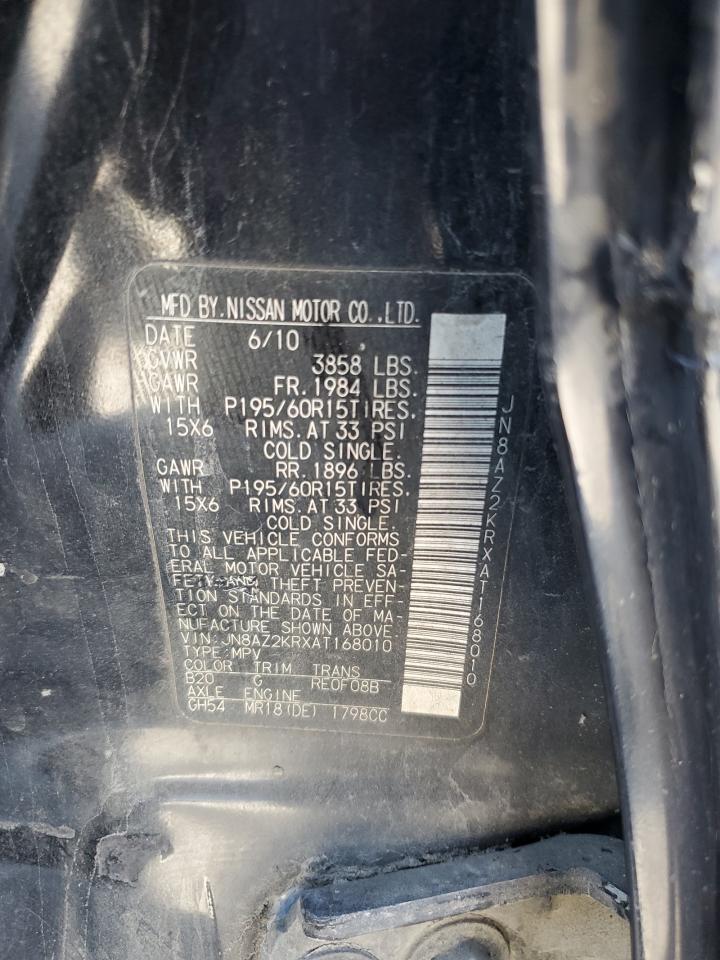 MFD BY.NISSAN MOTOR CO.,LTD.
DATE 6/10
GVWR 3858 LBS.
GAWR FR.1984 LBS.
WITH P195/60R15TIRES.
15X6 RIMS.AT 33 PSI
COLD SINGLE.
GAWR RR.1896 LBS.
WITH P195/60R15TIRES.
15X6 RIMS.AT 33 PSI
COLD SINGLE.
THIS VEHICLE CONFORMS
TO ALL APPLICABLE FED-
ERAL MOTOR VEHICLE SA-
FETY AND THEFT PREVEN-
TION STANDARDS IN EFF-
ECT ON THE DATE OF MA-
NUFACTURE SHOWN ABOVE.
VIN:JN8AZ2KRXAT168010
TYPE:MPV
COLOR TRIM TRANS
B20 G RE0F08B
AXLE ENGINE
GH54 MR18(DE) 1798CC
JN8AZ2KRXAT168010